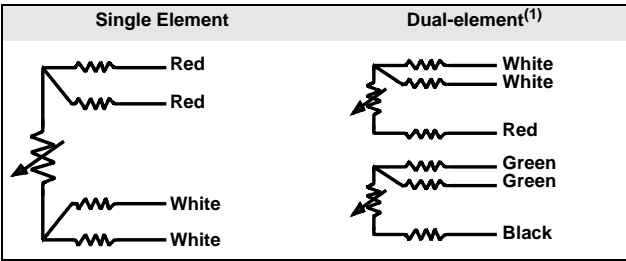 Single Element
Dual-element(1)
Red
Red
White
White
White
White
Red
Green
Green
Black